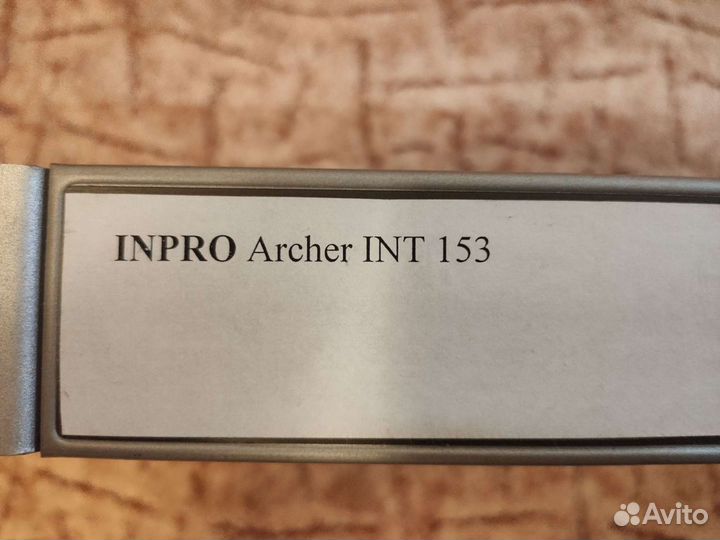 INPRO Archer INT 153
Avito